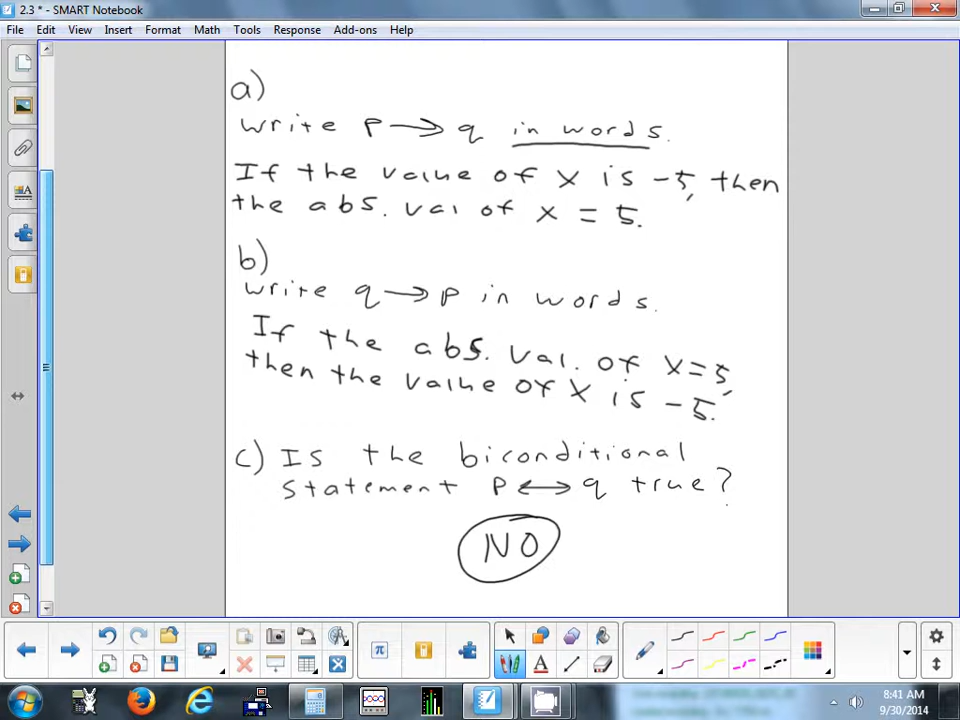 2.3 * - SMART Notebook
File Edit View Insert Format Math Tools Response Add-ons Help
a)
Write P → q in words.
If the value of x is -5, then
the abs. val of x = 5.
b)
Write q → p in words.
If the abs. val. of x = 5,
then the value of x is -5.
c) Is the biconditional
statement P ↔ q true?
NO
8:41 AM
9/30/2014